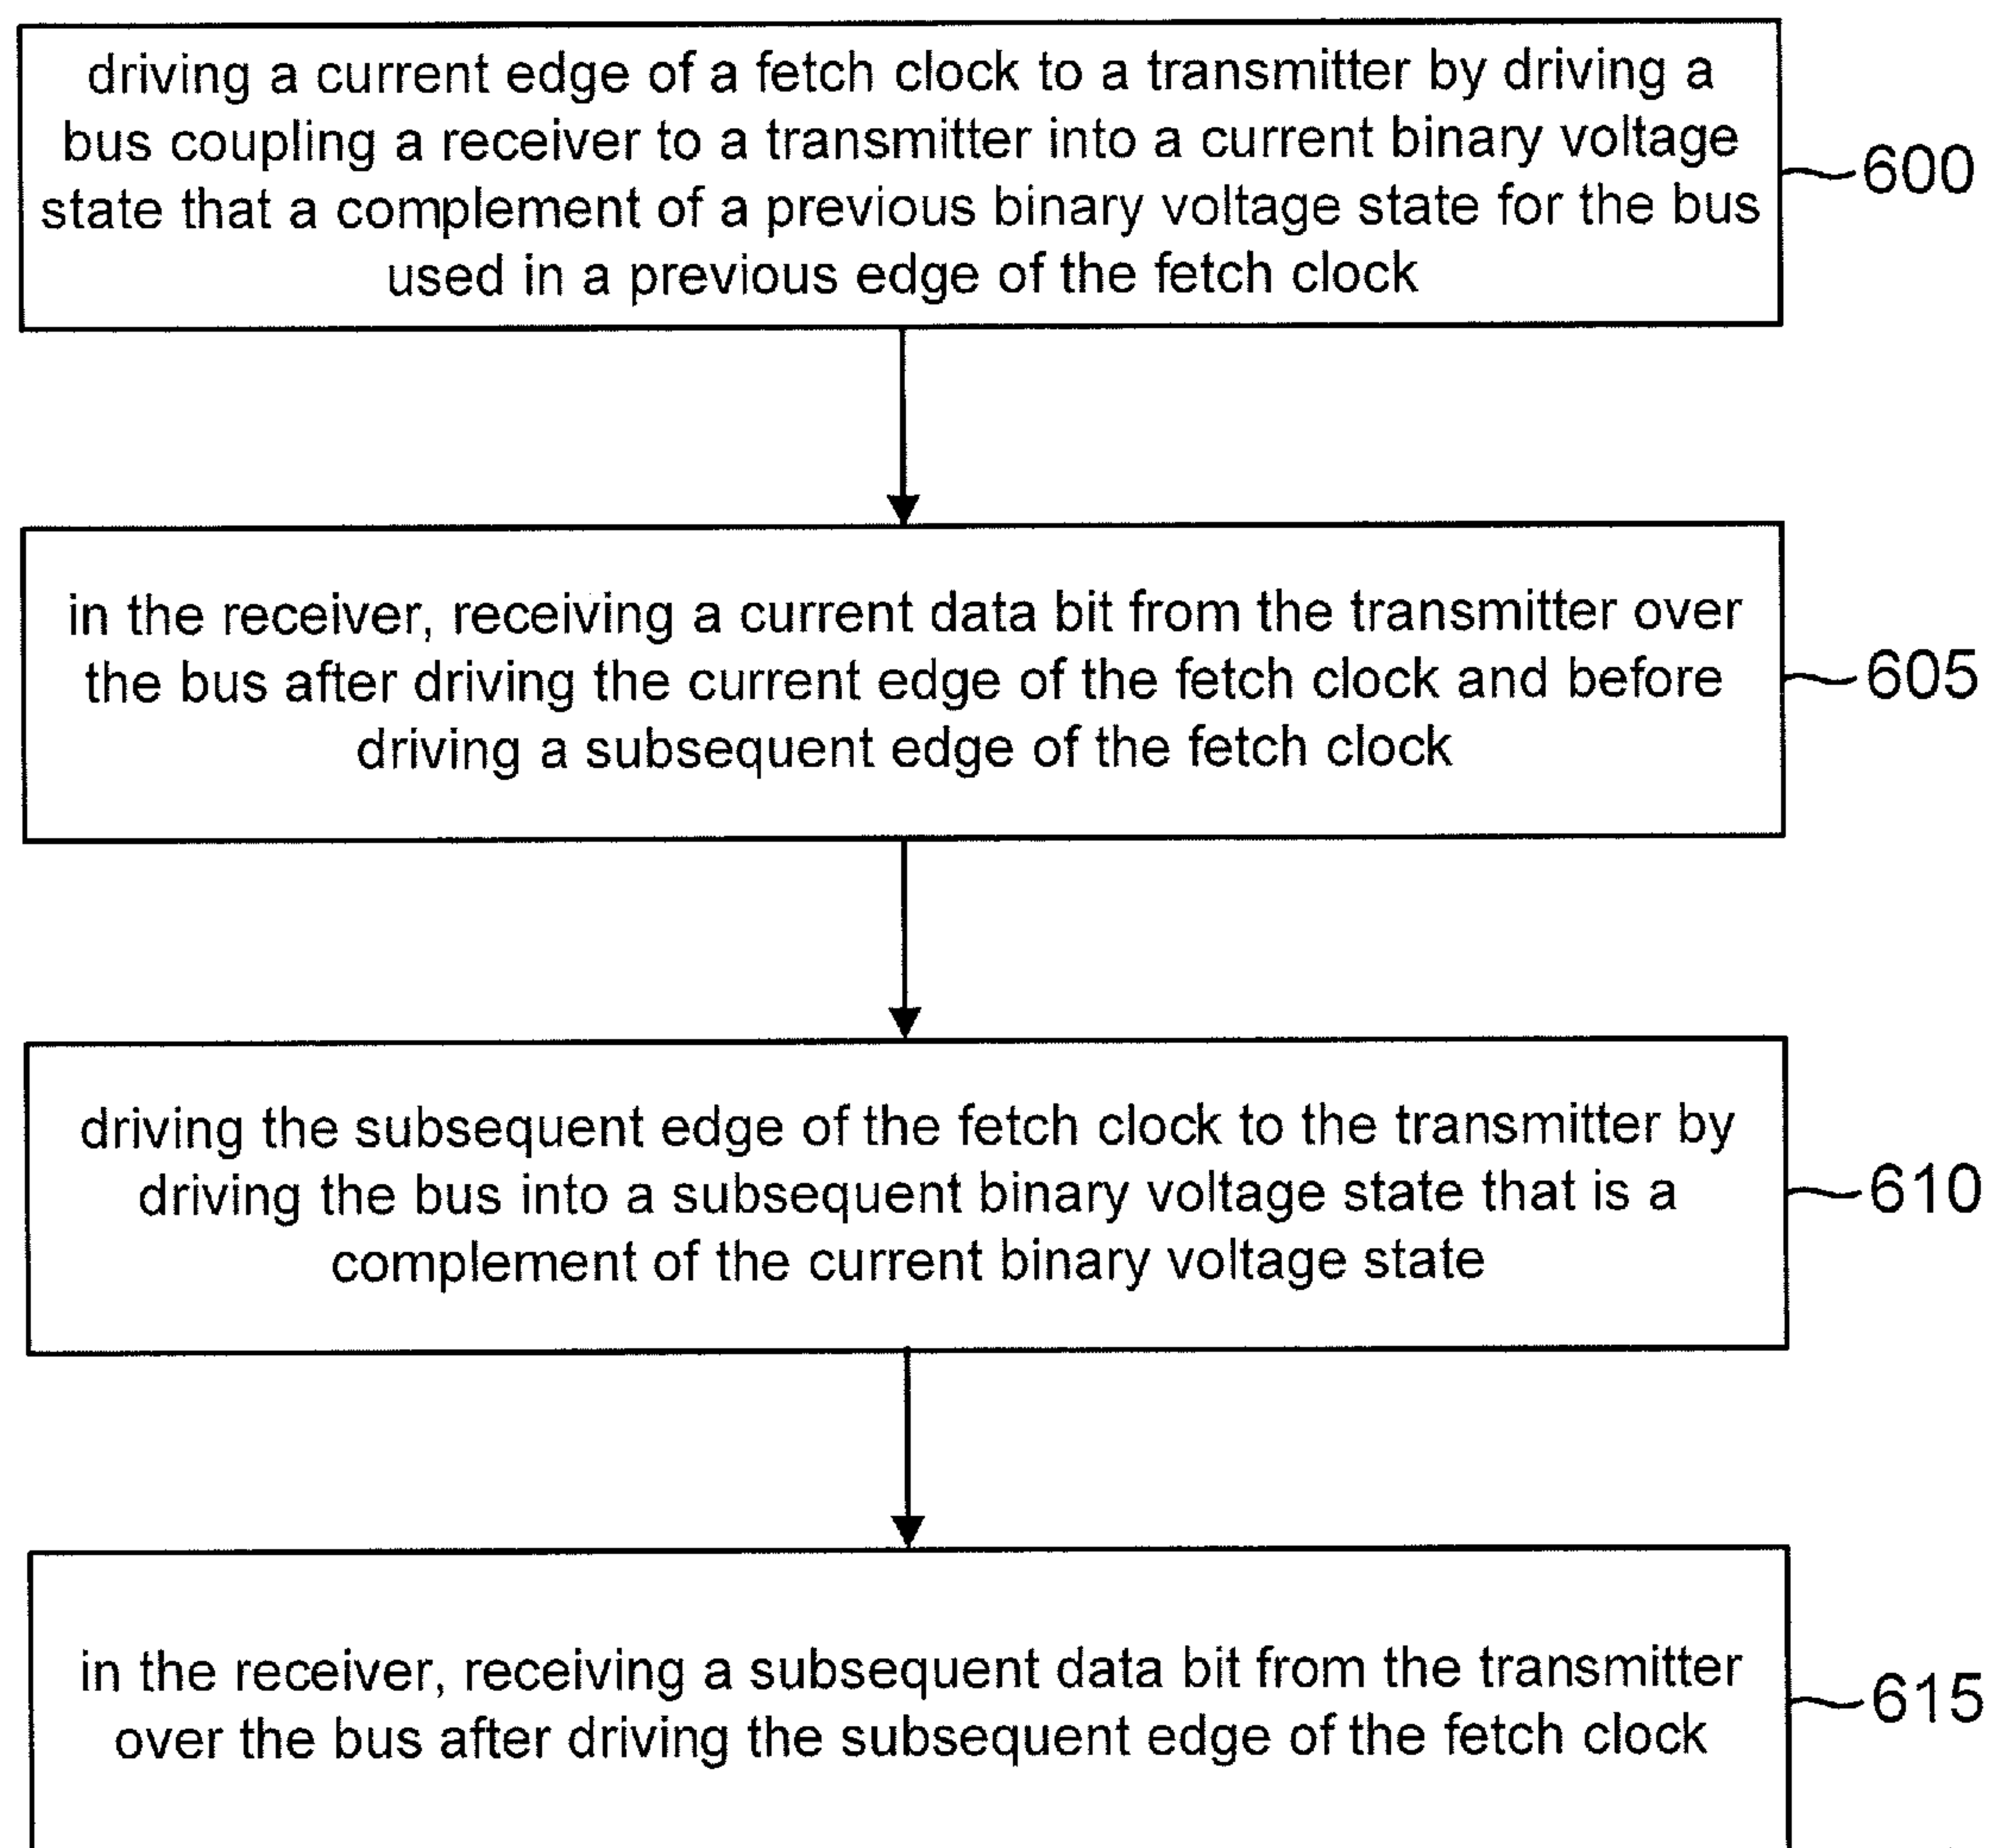 driving a current edge of a fetch clock to a transmitter by driving a
bus coupling a receiver to a transmitter into a current binary voltage
state that a complement of a previous binary voltage state for the bus
used in a previous edge of the fetch clock
600
in the receiver, receiving a current data bit from the transmitter over
the bus after driving the current edge of the fetch clock and before
driving a subsequent edge of the fetch clock
605
driving the subsequent edge of the fetch clock to the transmitter by
driving the bus into a subsequent binary voltage state that is a
complement of the current binary voltage state
610
in the receiver, receiving a subsequent data bit from the transmitter
over the bus after driving the subsequent edge of the fetch clock
615